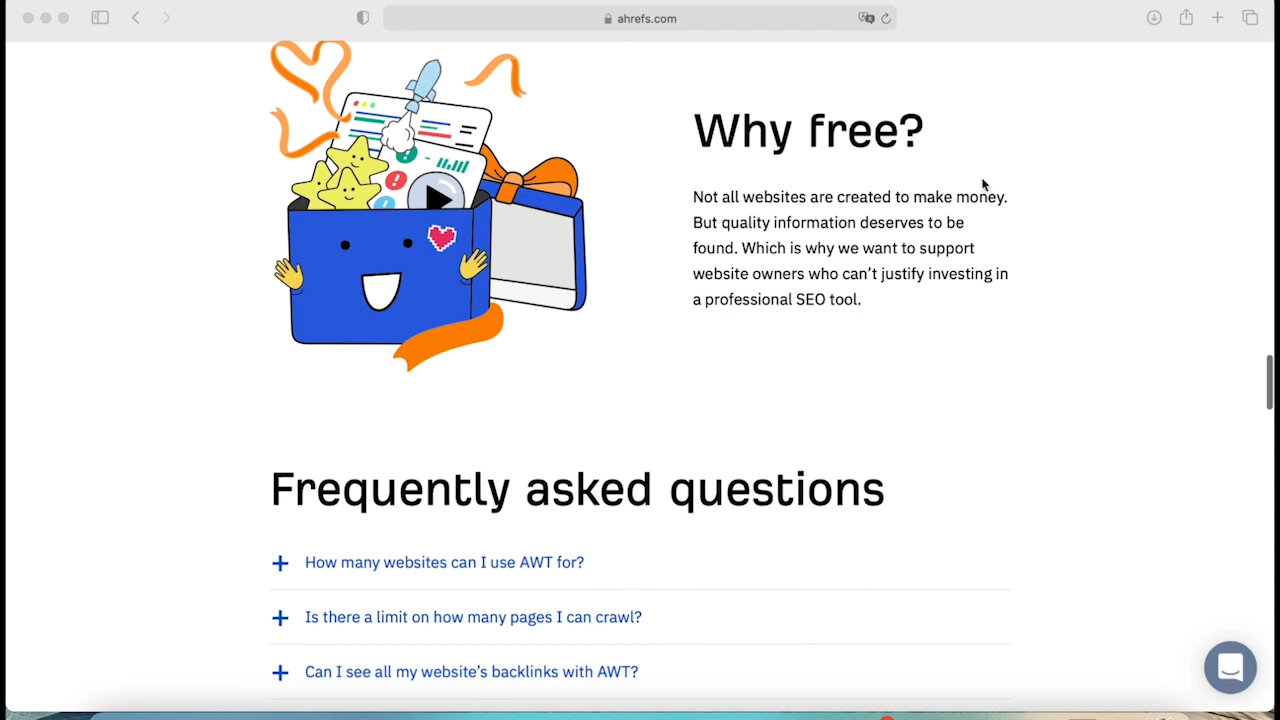 ahrefs.com
Why free?
Not all websites are created to make money.
But quality information deserves to be
found. Which is why we want to support
website owners who can't justify investing in
a professional SEO tool.
Frequently asked questions
How many websites can I use AWT for?
Is there a limit on how many pages I can crawl?
Can I see all my website's backlinks with AWT?